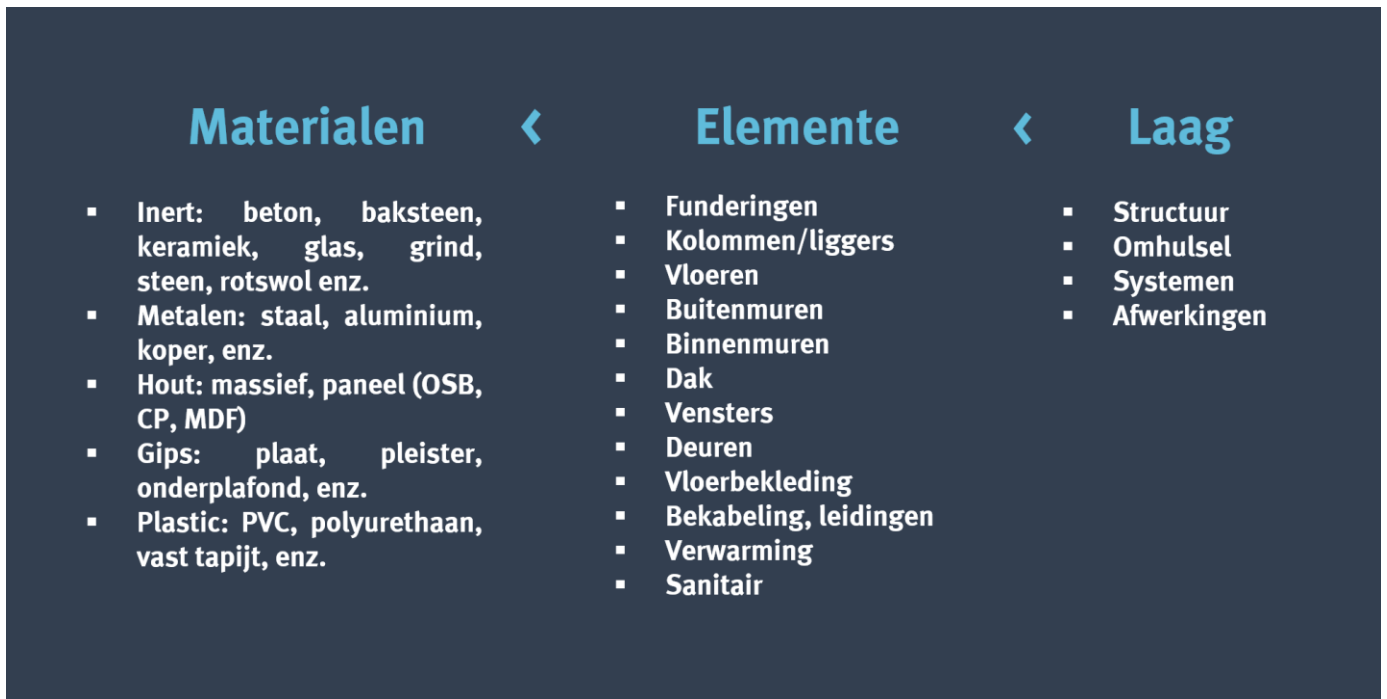 Materialen ‹ Elemente ‹ Laag
▪ Inert: beton, baksteen,
keramiek, glas, grind,
steen, rotswol enz.
▪ Metalen: staal, aluminium,
koper, enz.
▪ Hout: massief, paneel (OSB,
CP, MDF)
▪ Gips: plaat, pleister,
onderplafond, enz.
▪ Plastic: PVC, polyurethaan,
vast tapijt, enz.
▪ Funderingen
▪ Kolommen/liggers
▪ Vloeren
▪ Buitenmuren
▪ Binnenmuren
▪ Dak
▪ Vensters
▪ Deuren
▪ Vloerbekleding
▪ Bekabeling, leidingen
▪ Verwarming
▪ Sanitair
▪ Structuur
▪ Omhulsel
▪ Systemen
▪ Afwerkingen